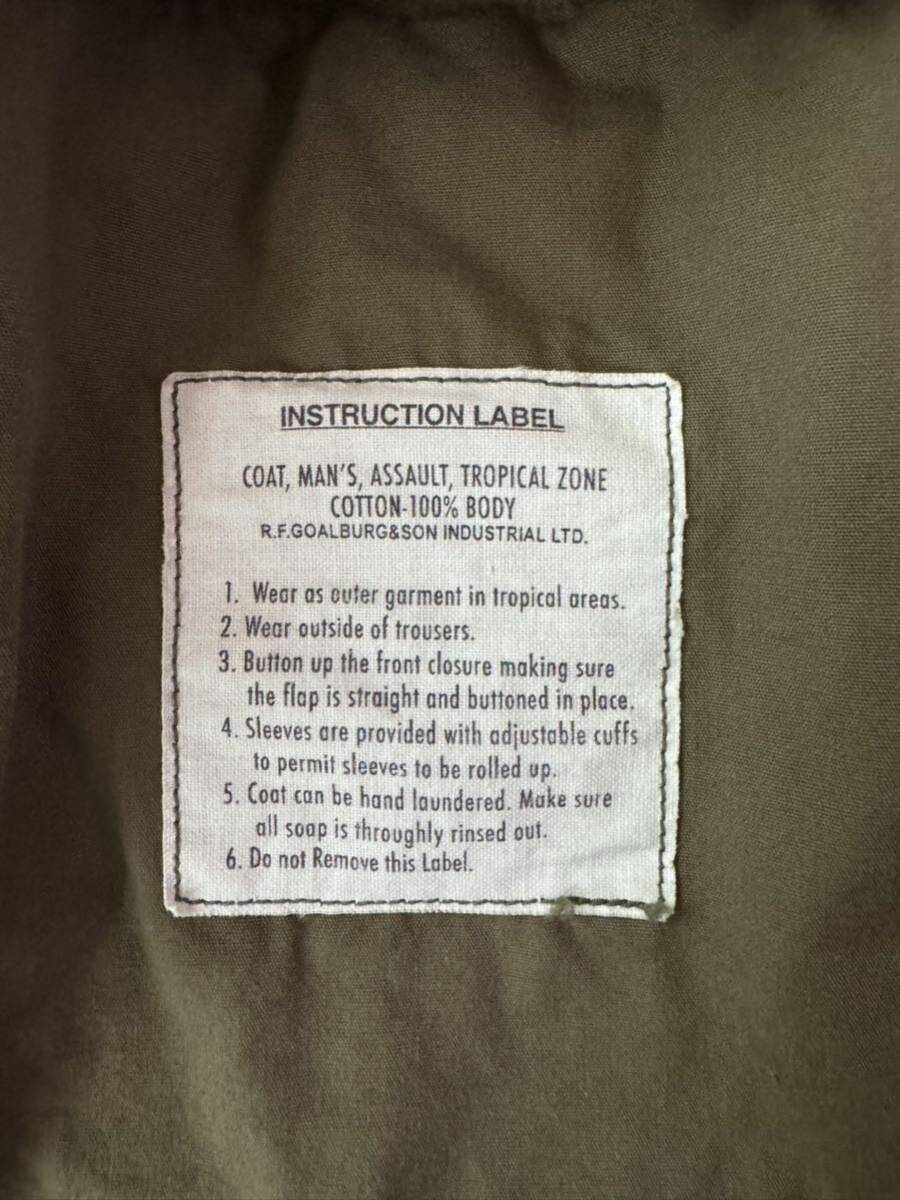 INSTRUCTION LABEL
COAT, MAN'S, ASSAULT, TROPICAL ZONE
COTTON-100% BODY
R.F.GOALBURG&SON INDUSTRIAL LTD.
1. Wear as outer garment in tropical areas.
2. Wear outside of trousers.
3. Button up the front closure making sure
the flap is straight and buttoned in place.
4. Sleeves are provided with adjustable cuffs
to permit sleeves to be rolled up.
5. Coat can be hand laundered. Make sure
all soap is throughly rinsed out.
6. Do not Remove this Label.